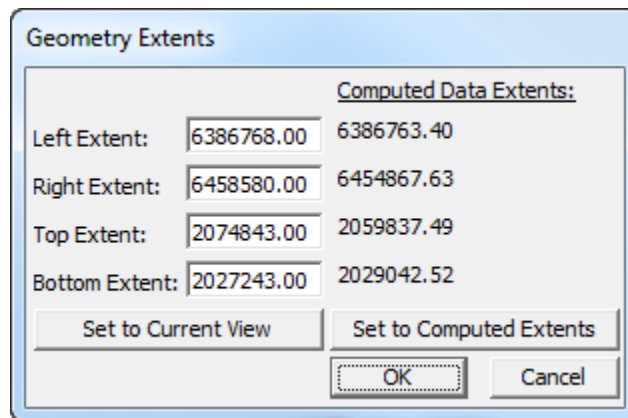 Geometry Extents
Computed Data Extents:
Left Extent: 6386768.00 6386763.40
Right Extent: 6458580.00 6454867.63
Top Extent: 2074843.00 2059837.49
Bottom Extent: 2027243.00 2029042.52
Set to Current View Set to Computed Extents
OK Cancel